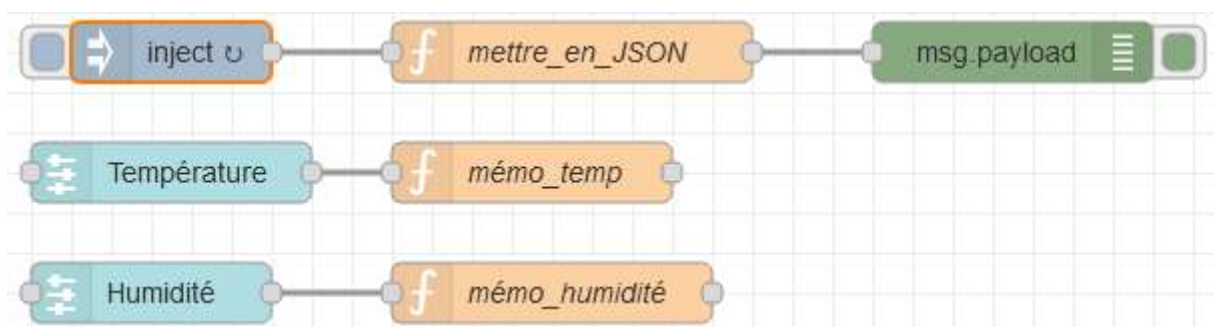 inject ↻ mettre_en_JSON msg.payload
Température mémo_temp
Humidité mémo_humidité